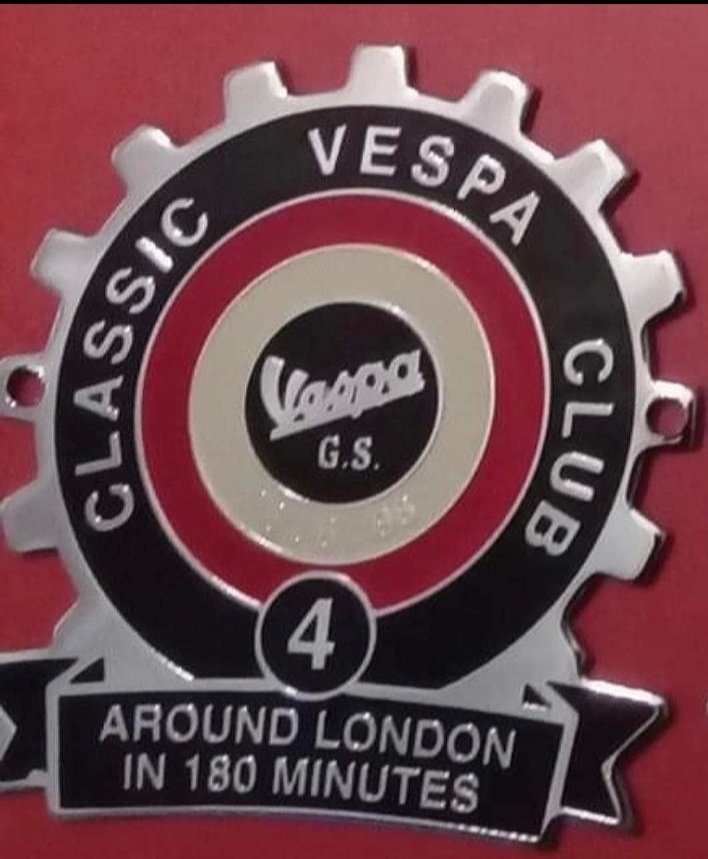 CLASSIC VESPA CLUB
Vespa
G.S.
4
AROUND LONDON
IN 180 MINUTES